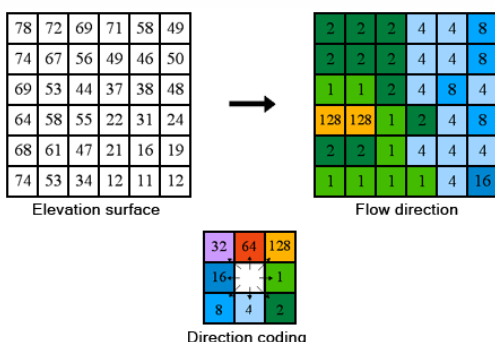 78 72 69 71 58 49 2 2 2 4 4 8
74 67 56 49 46 50 2 2 2 4 4 8
69 53 44 37 38 48 1 1 2 4 8 4
64 58 55 22 31 24 128 128 1 2 4 8
68 61 47 21 16 19 2 2 1 4 4 4
74 53 34 12 11 12 1 1 1 1 4 16
Elevation surface Flow direction
32 64 128
16 1
8 4 2
Direction coding